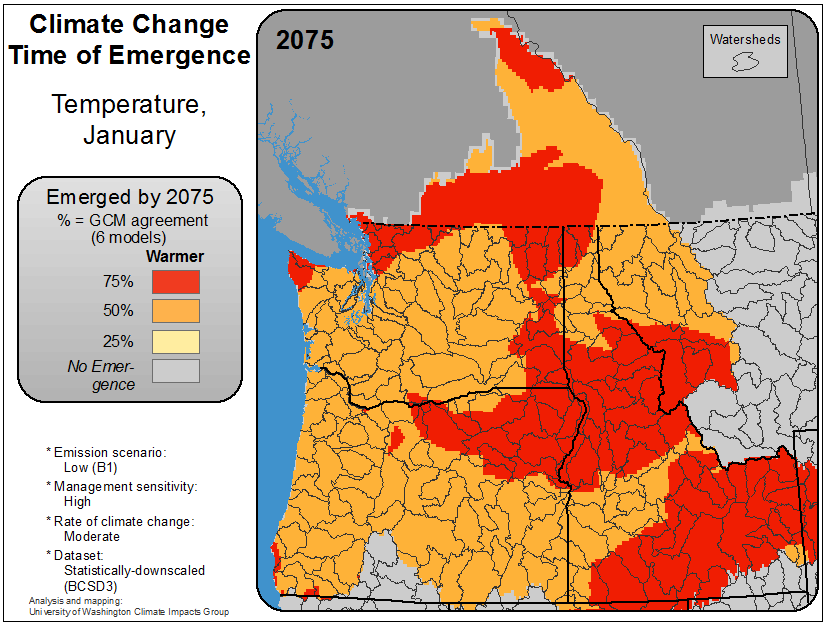 Climate Change
Time of Emergence
Temperature,
January
Emerged by 2075
% = GCM agreement
(6 models)
Warmer
75%
50%
25%
No Emer-
gence
* Emission scenario:
Low (B1)
* Management sensitivity:
High
* Rate of climate change:
Moderate
* Dataset:
Statistically-downscaled
(BCSD3)
Analysis and mapping:
University of Washington Climate Impacts Group
2075
Watersheds